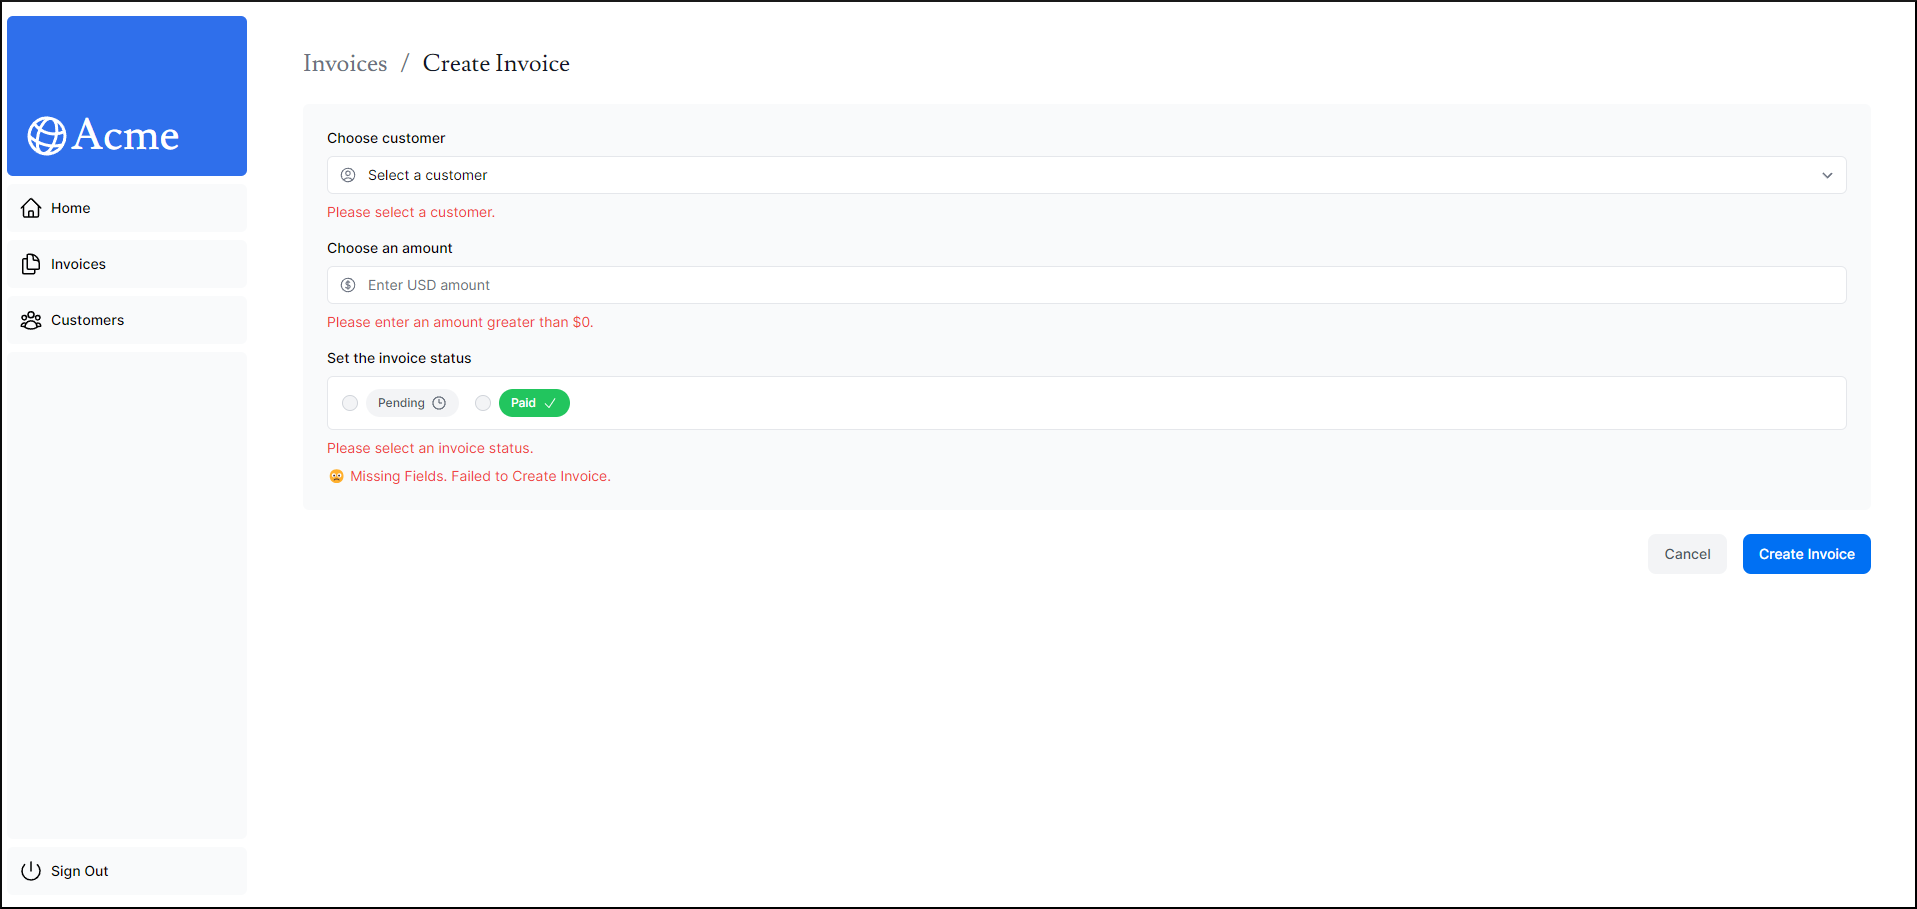 Acme
Home
Invoices
Customers
Sign Out
Invoices / Create Invoice
Choose customer
Select a customer
Please select a customer.
Choose an amount
$ Enter USD amount
Please enter an amount greater than $0.
Set the invoice status
Pending Paid
Please select an invoice status.
Missing Fields. Failed to Create Invoice.
Cancel Create Invoice